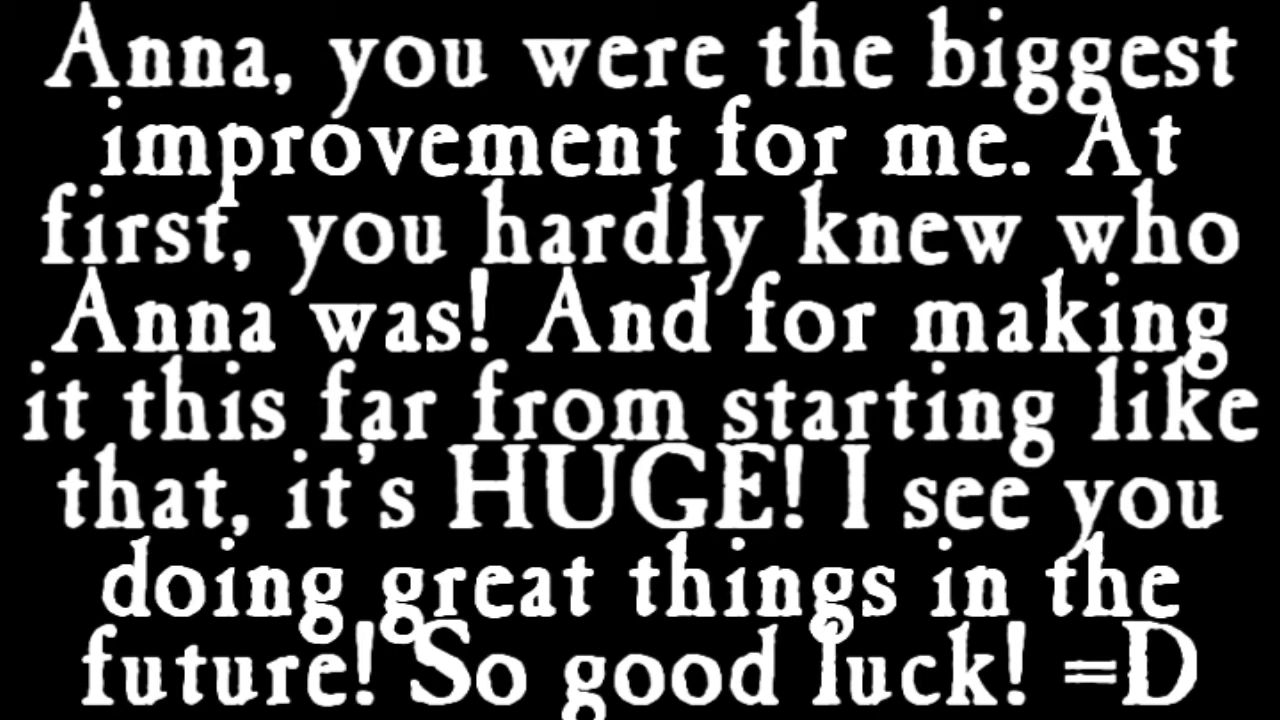 Anna, you were the biggest
improvement for me. At
first, you hardly knew who
Anna was! And for making
it this far from starting like
that, it's HUGE! I see you
doing great things in the
future! So good luck! =D